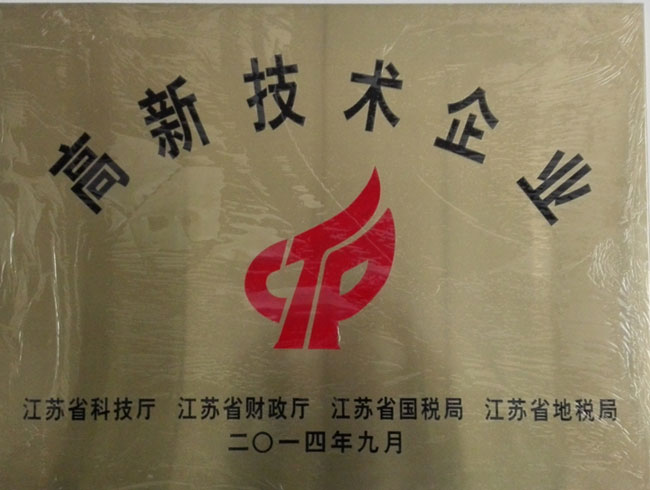 高新技术企业
江苏省科技厅 江苏省财政厅 江苏省国税局 江苏省地税局
二〇一四年九月